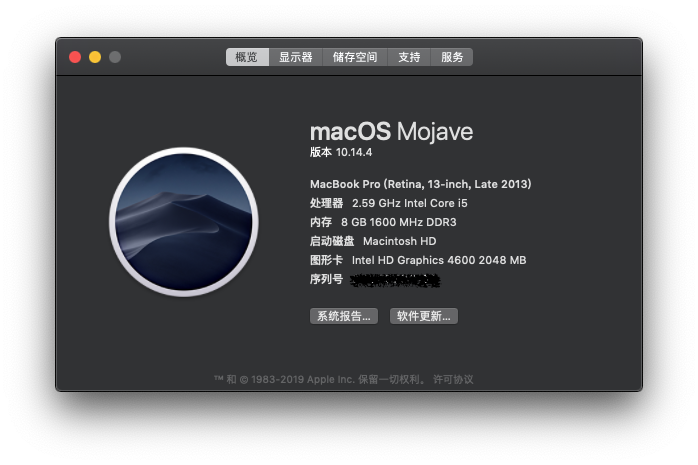 概览 显示器 储存空间 支持 服务
macOS Mojave
版本 10.14.4
MacBook Pro (Retina, 13-inch, Late 2013)
处理器 2.59 GHz Intel Core i5
内存 8 GB 1600 MHz DDR3
启动磁盘 Macintosh HD
图形卡 Intel HD Graphics 4600 2048 MB
序列号
系统报告... 软件更新...
™ 和 © 1983-2019 Apple Inc. 保留一切权利。 许可协议